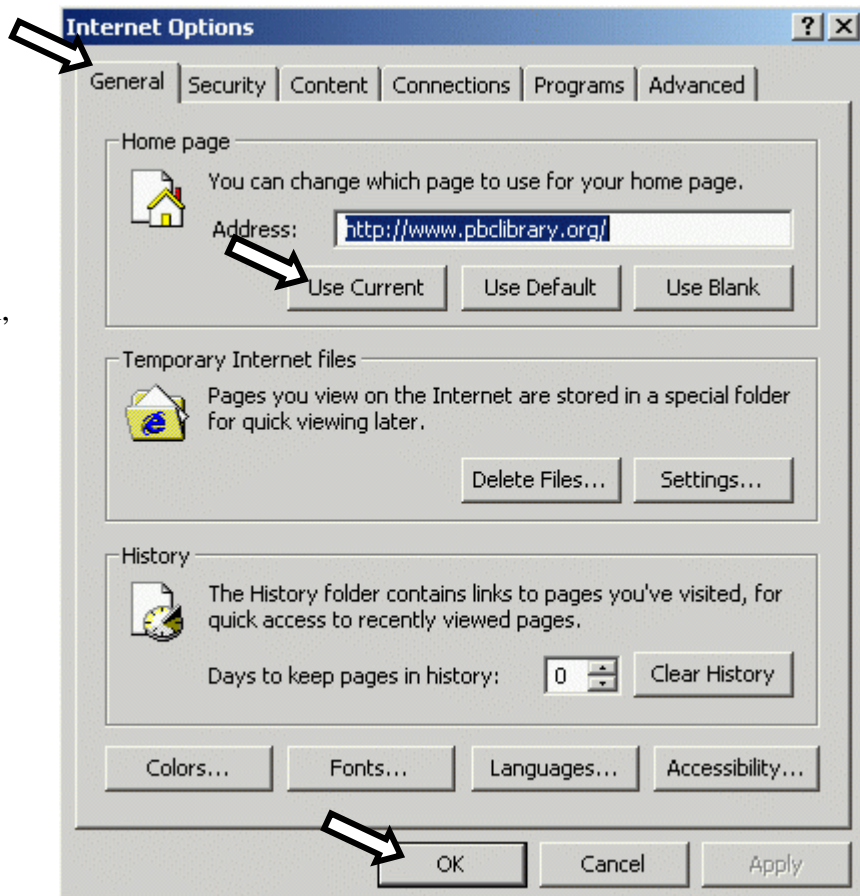 Internet Options
General Security Content Connections Programs Advanced
Home page
You can change which page to use for your home page.
Address: http://www.pbclibrary.org/
Use Current Use Default Use Blank
Temporary Internet files
Pages you view on the Internet are stored in a special folder
for quick viewing later.
Delete Files... Settings...
History
The History folder contains links to pages you've visited, for
quick access to recently viewed pages.
Days to keep pages in history: 0 Clear History
Colors... Fonts... Languages... Accessibility...
OK Cancel Apply